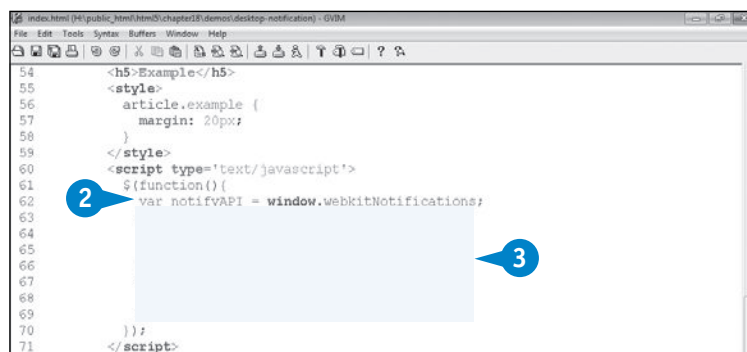 index.html (H:\public_html\html5\chapter18\demos\desktop-notification) - GVIM
File Edit Tools Syntax Buffers Window Help
54 <h5>Example</h5>
55 <style>
56 article.example {
57 margin: 20px;
58 }
59 </style>
60 <script type='text/javascript'>
61 $(function(){
2
62 var notifyAPI = window.webkitNotifications;
63
64
65
3
66
67
68
69
70 });
71 </script>